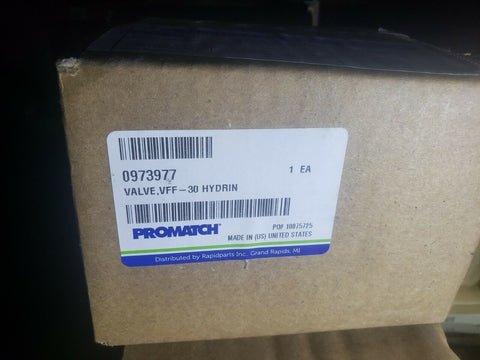 0973977 1 EA
VALVE,VFF-30 HYDRIN
PQF 10875725
PROMATCH MADE IN (US) UNITED STATES
Distributed by Rapidparts Inc., Grand Rapids, MI